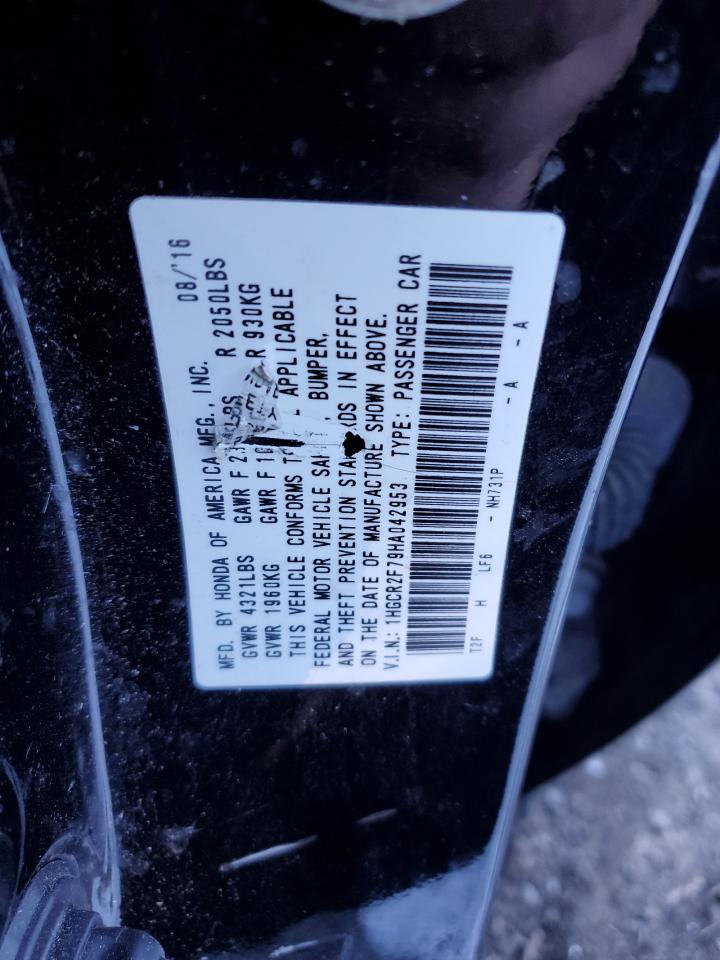 MFD. BY HONDA OF AMERICA MFG. INC. 08/'16
GVWR 4321LBS GAWR F R 2050LBS
GVWR 1960KG GAWR F R 930KG
THIS VEHICLE CONFORMS APPLICABLE
FEDERAL MOTOR VEHICLE BUMPER,
AND THEFT PREVENTION IN EFFECT
ON THE DATE OF MANUFACTURE SHOWN ABOVE.
V.I.N.: 1HGCR2F79HA042953 TYPE: PASSENGER CAR
T2F H LF6 - NH731P - A - A